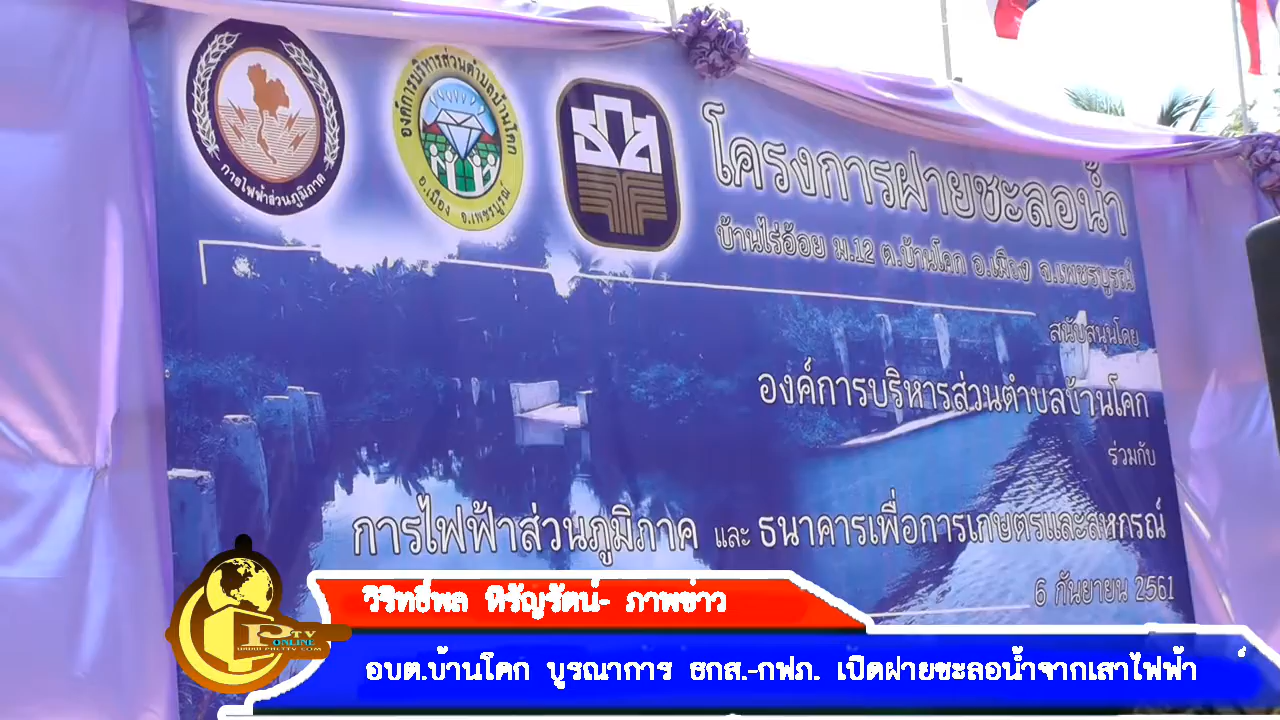 การไฟฟ้าส่วนภูมิภาค
องค์การบริหารส่วนตำบลบ้านโคก
อ.เมือง จ.เพชรบูรณ์
ธกส
โครงการฝายชะลอน้ำ
บ้านไร่อ้อย ม.12 ต.บ้านโคก อ.เมือง จ.เพชรบูรณ์
สนับสนุนโดย
องค์การบริหารส่วนตำบลบ้านโคก
ร่วมกับ
การไฟฟ้าส่วนภูมิภาค และ ธนาคารเพื่อการเกษตรและสหกรณ์
6 กันยายน 2561
PTV
ONLINE
WWW.PHETTV.COM
วิริทธิ์พล หิรัญรัตน์- ภาพข่าว
อบต.บ้านโคก บูรณาการ ธกส.-กฟภ. เปิดฝายชะลอน้ำจากเสาไฟฟ้า